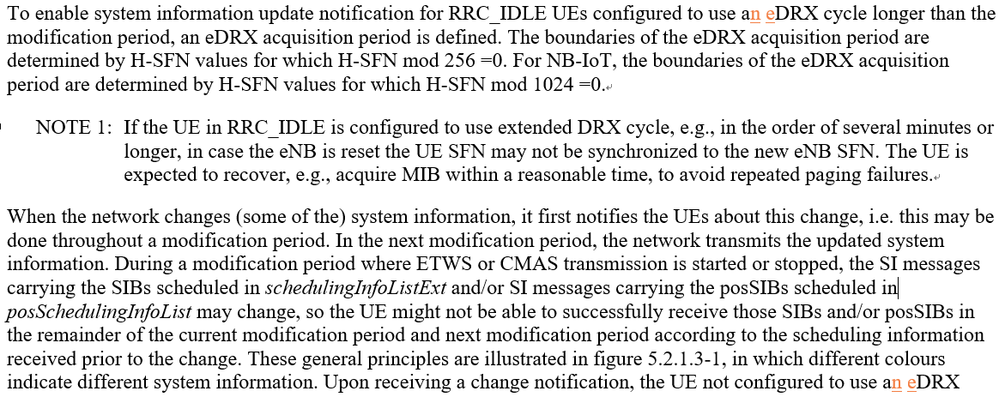 To enable system information update notification for RRC_IDLE UEs configured to use an eDRX cycle longer than the
modification period, an eDRX acquisition period is defined. The boundaries of the eDRX acquisition period are
determined by H-SFN values for which H-SFN mod 256 =0. For NB-IoT, the boundaries of the eDRX acquisition
period are determined by H-SFN values for which H-SFN mod 1024 =0.
NOTE 1: If the UE in RRC_IDLE is configured to use extended DRX cycle, e.g., in the order of several minutes or
longer, in case the eNB is reset the UE SFN may not be synchronized to the new eNB SFN. The UE is
expected to recover, e.g., acquire MIB within a reasonable time, to avoid repeated paging failures.
When the network changes (some of the) system information, it first notifies the UEs about this change, i.e. this may be
done throughout a modification period. In the next modification period, the network transmits the updated system
information. During a modification period where ETWS or CMAS transmission is started or stopped, the SI messages
carrying the SIBs scheduled in schedulingInfoListExt and/or SI messages carrying the posSIBs scheduled in
posSchedulingInfoList may change, so the UE might not be able to successfully receive those SIBs and/or posSIBs in
the remainder of the current modification period and next modification period according to the scheduling information
received prior to the change. These general principles are illustrated in figure 5.2.1.3-1, in which different colours
indicate different system information. Upon receiving a change notification, the UE not configured to use an eDRX